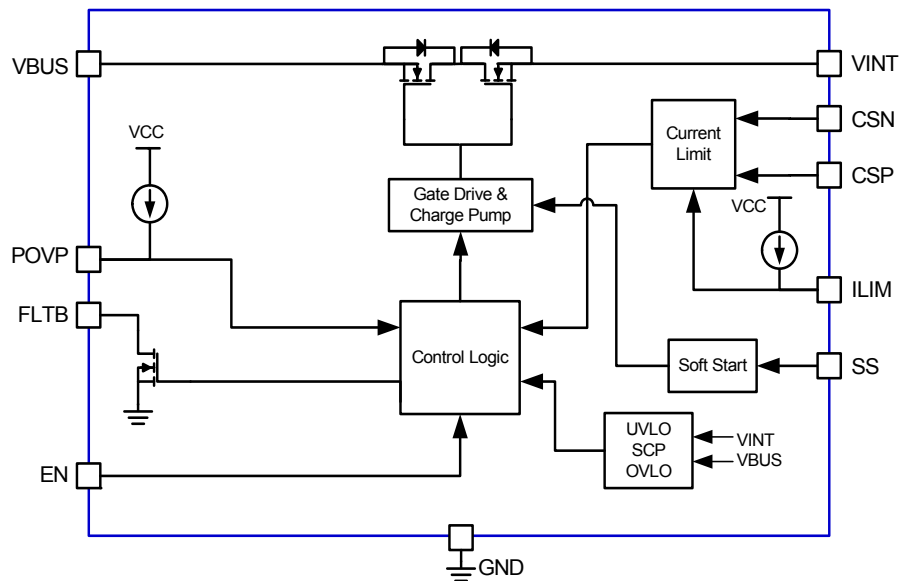 VBUS
VINT
CSN
Current
Limit
VCC
CSP
Gate Drive &
Charge Pump
VCC
POVP
ILIM
FLTB
Control Logic
Soft Start
SS
UVLO
SCP
OVLO
VINT
VBUS
EN
GND